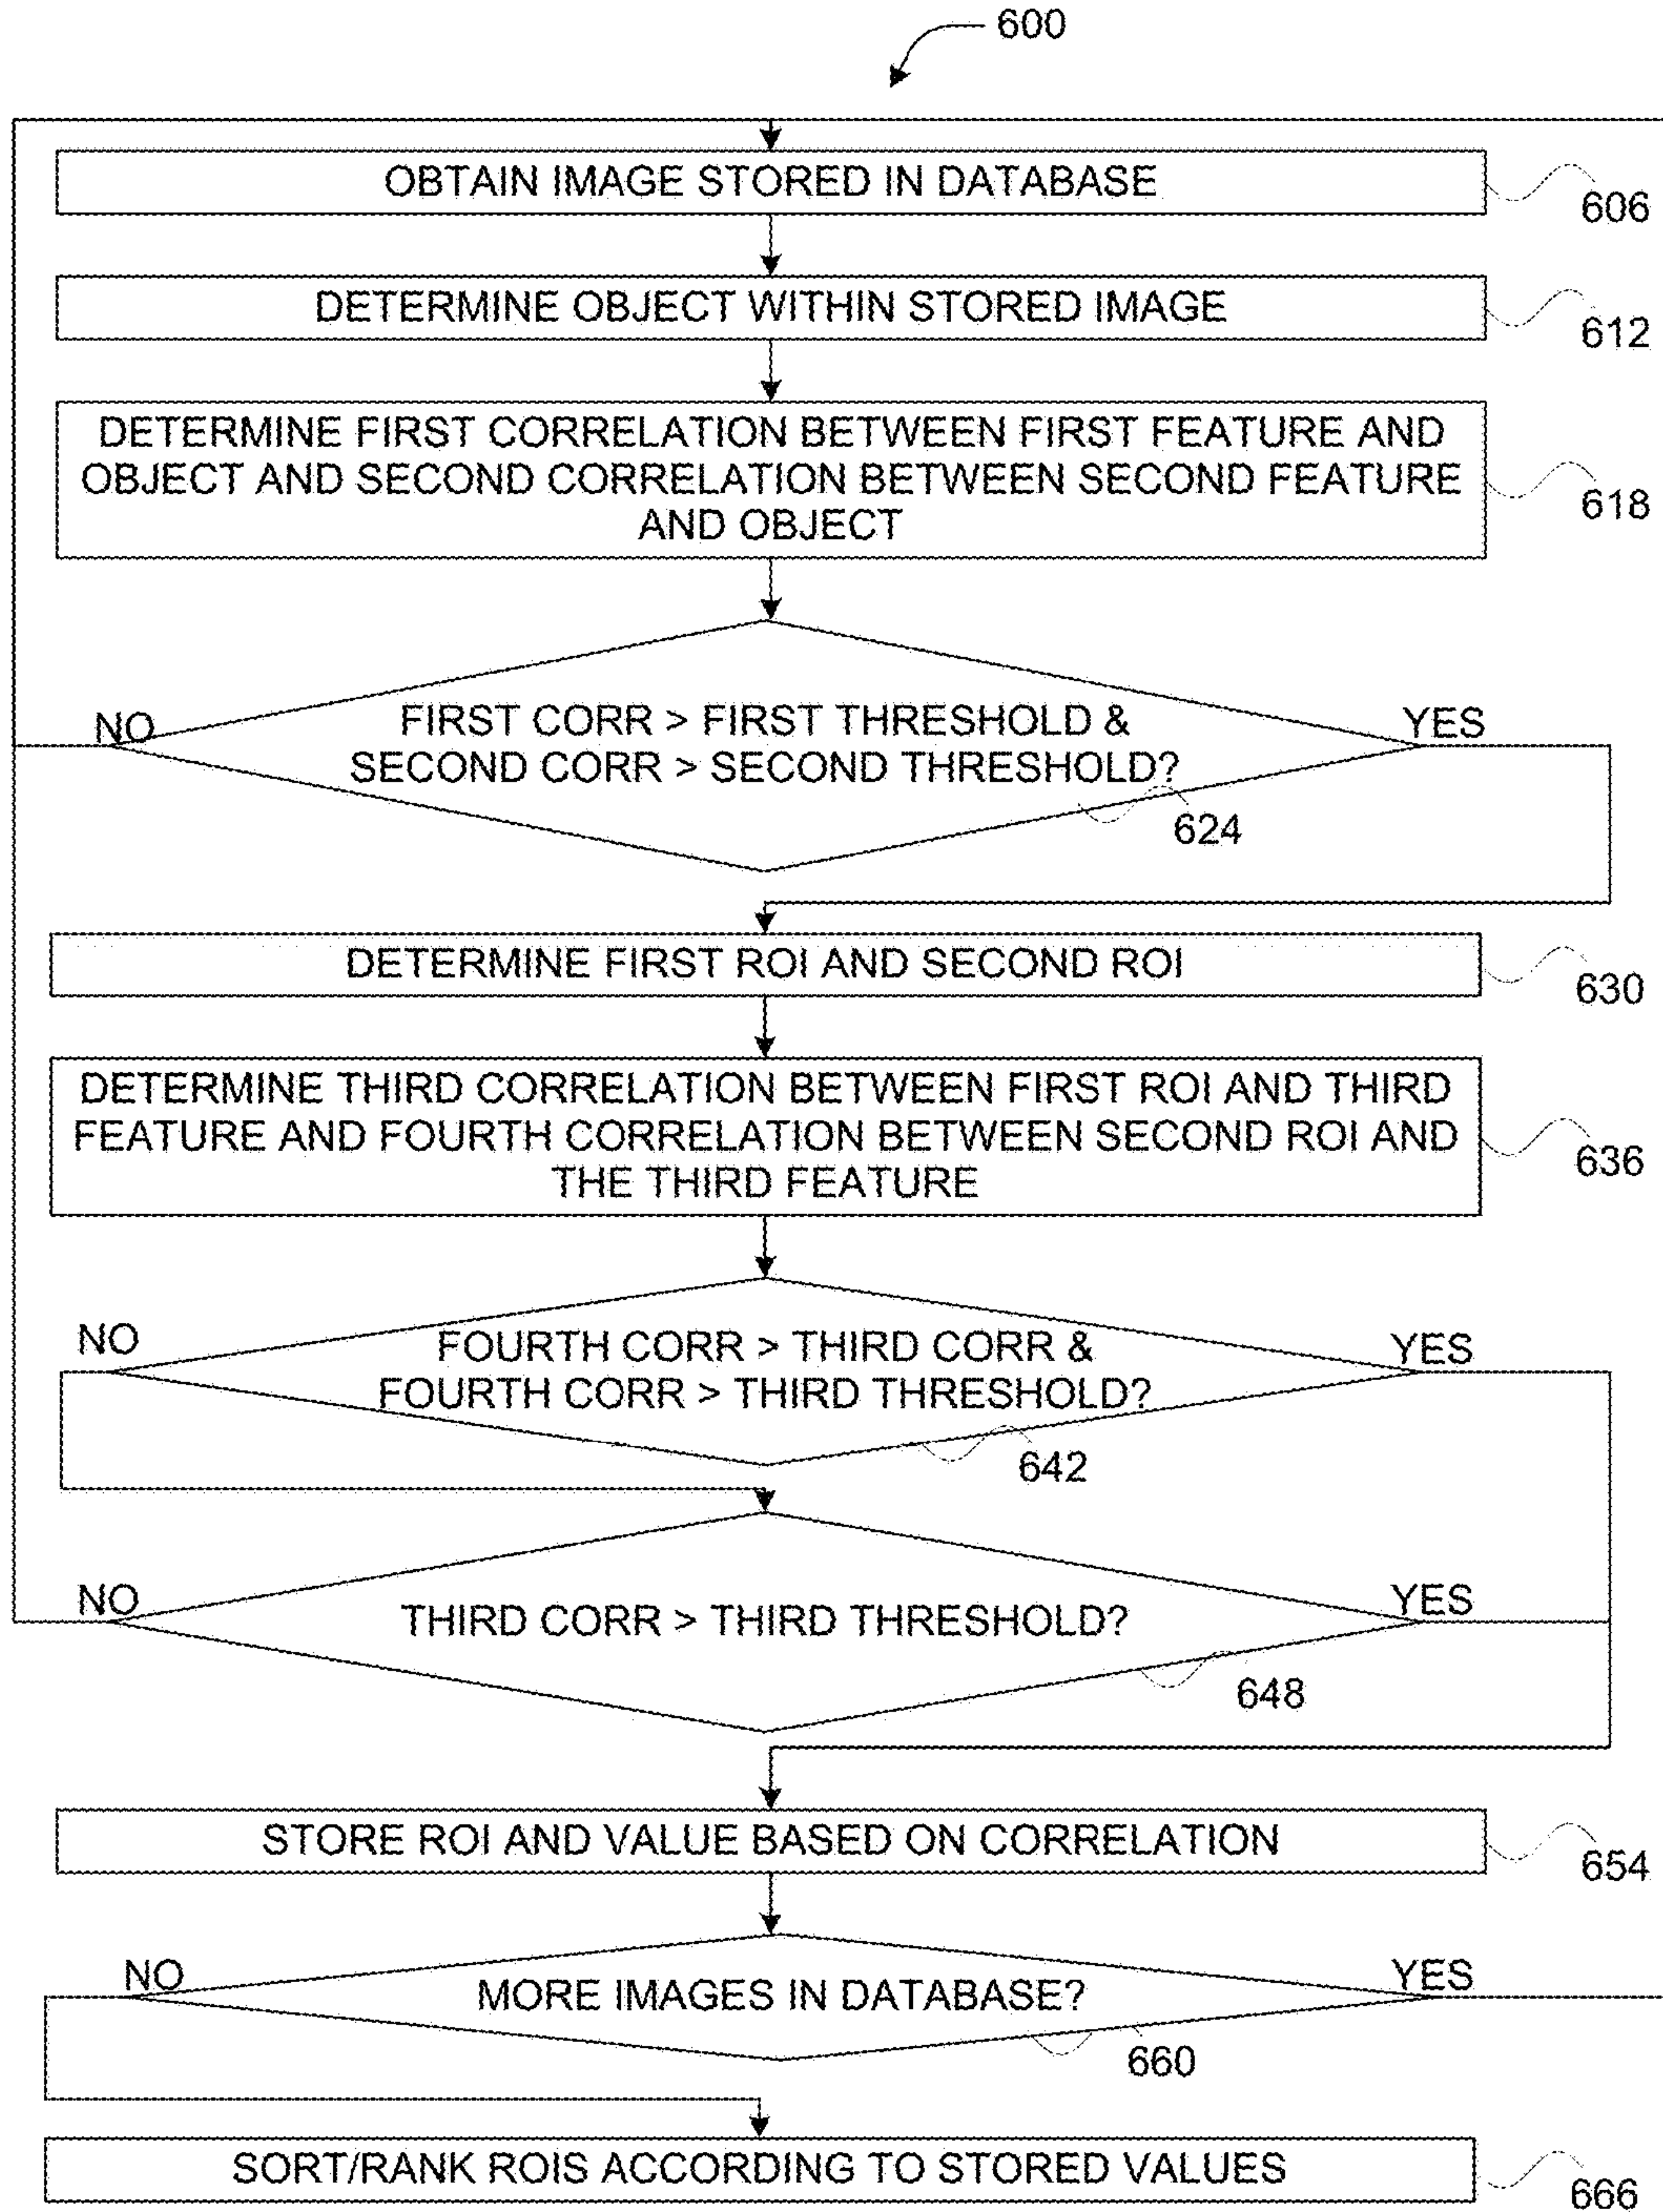 600
OBTAIN IMAGE STORED IN DATABASE
606
DETERMINE OBJECT WITHIN STORED IMAGE
612
DETERMINE FIRST CORRELATION BETWEEN FIRST FEATURE AND
OBJECT AND SECOND CORRELATION BETWEEN SECOND FEATURE
AND OBJECT
618
NO
FIRST CORR > FIRST THRESHOLD &
SECOND CORR > SECOND THRESHOLD?
YES
624
DETERMINE FIRST ROI AND SECOND ROI
630
DETERMINE THIRD CORRELATION BETWEEN FIRST ROI AND THIRD
FEATURE AND FOURTH CORRELATION BETWEEN SECOND ROI AND
THE THIRD FEATURE
636
NO
FOURTH CORR > THIRD CORR &
FOURTH CORR > THIRD THRESHOLD?
YES
642
NO
THIRD CORR > THIRD THRESHOLD?
YES
648
STORE ROI AND VALUE BASED ON CORRELATION
654
NO
MORE IMAGES IN DATABASE?
YES
660
SORT/RANK ROIS ACCORDING TO STORED VALUES
666